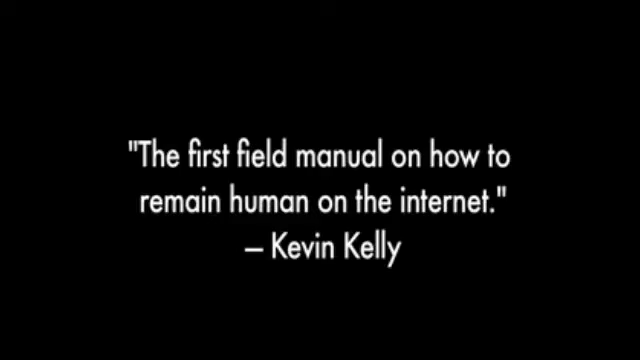 "The first field manual on how to
remain human on the internet."
– Kevin Kelly